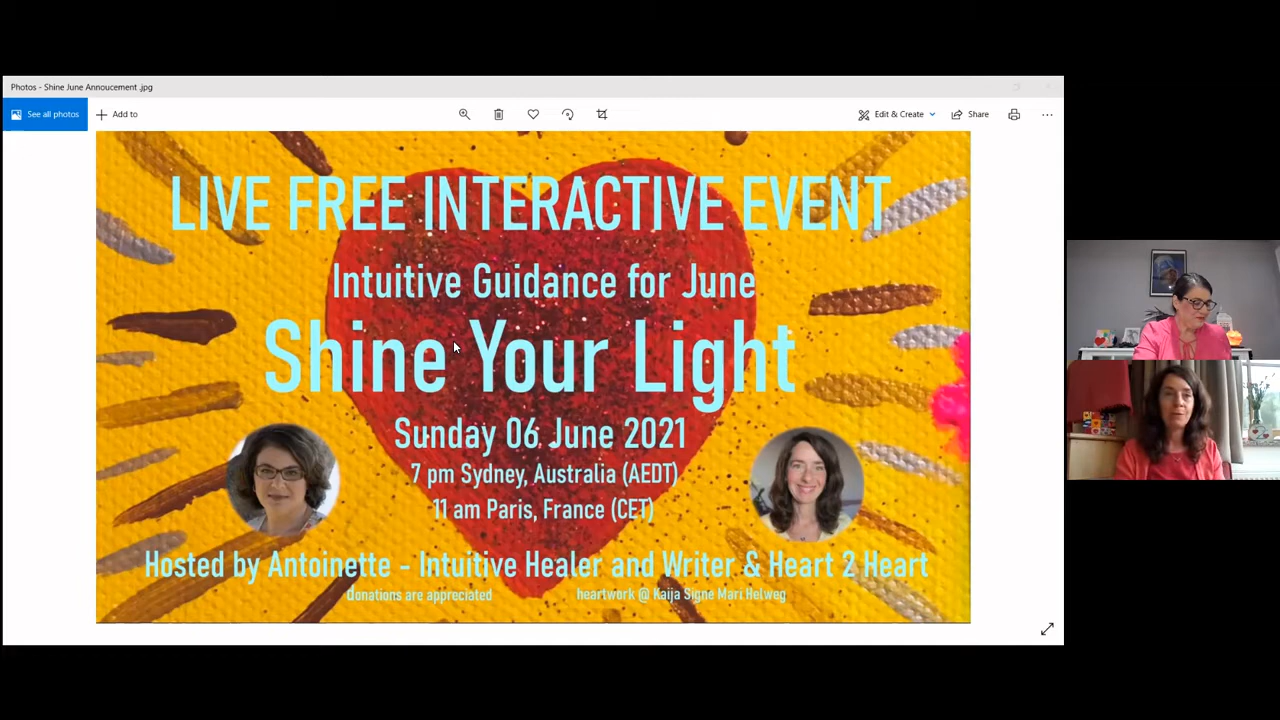 Photos - Shine June Annoucement .jpg
See all photos
Add to
Edit & Create
Share
LIVE FREE INTERACTIVE EVENT
Intuitive Guidance for June
Shine Your Light
Sunday 06 June 2021
7 pm Sydney, Australia (AEDT)
11 am Paris, France (CET)
Hosted by Antoinette - Intuitive Healer and Writer & Heart 2 Heart
donations are appreciated
heartwork @ Kaija Signe Mari Helweg